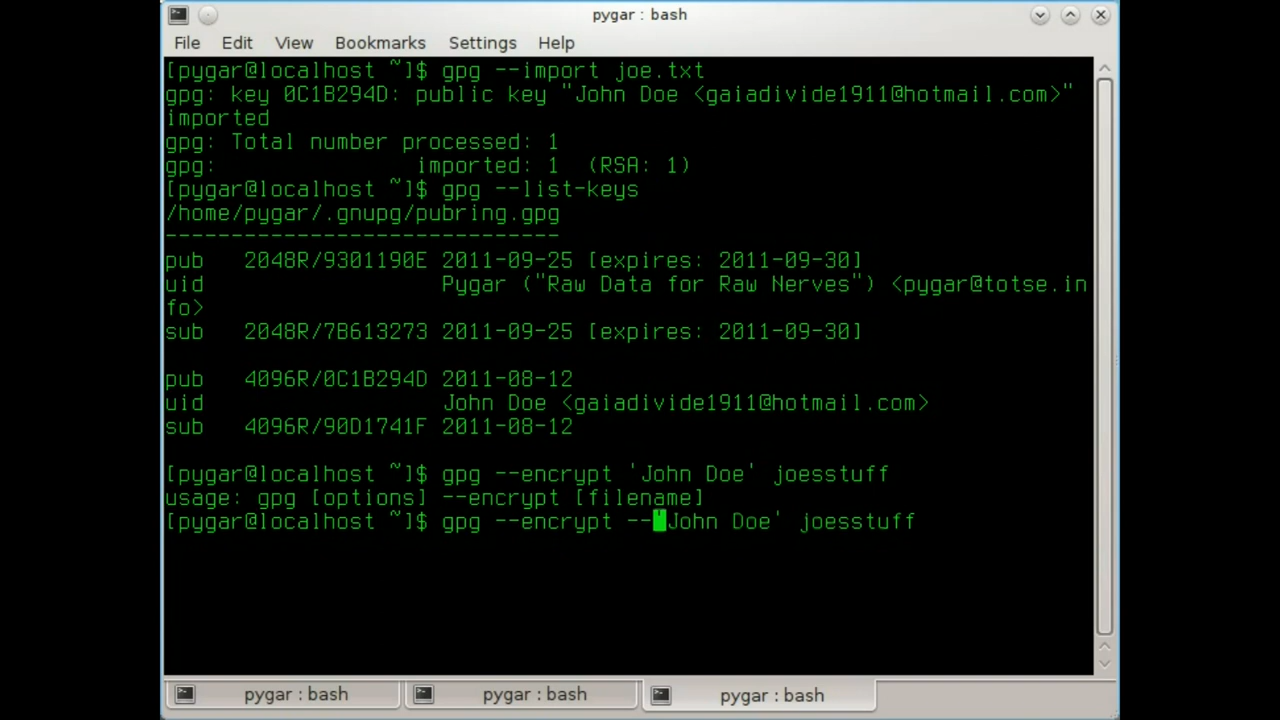 pygar : bash
File Edit View Bookmarks Settings Help
[pygar@localhost ~]$ gpg --import joe.txt
gpg: key 0C1B294D: public key "John Doe <gaiadivide1911@hotmail.com>"
imported
gpg: Total number processed: 1
gpg:               imported: 1  (RSA: 1)
[pygar@localhost ~]$ gpg --list-keys
/home/pygar/.gnupg/pubring.gpg
------------------------------
pub   2048R/9301190E 2011-09-25 [expires: 2011-09-30]
uid                  Pygar ("Raw Data for Raw Nerves") <pygar@totse.in
fo>
sub   2048R/7B613273 2011-09-25 [expires: 2011-09-30]
pub   4096R/0C1B294D 2011-08-12
uid                  John Doe <gaiadivide1911@hotmail.com>
sub   4096R/90D1741F 2011-08-12
[pygar@localhost ~]$ gpg --encrypt 'John Doe' joesstuff
usage: gpg [options] --encrypt [filename]
[pygar@localhost ~]$ gpg --encrypt --'John Doe' joesstuff
pygar : bash pygar : bash pygar : bash